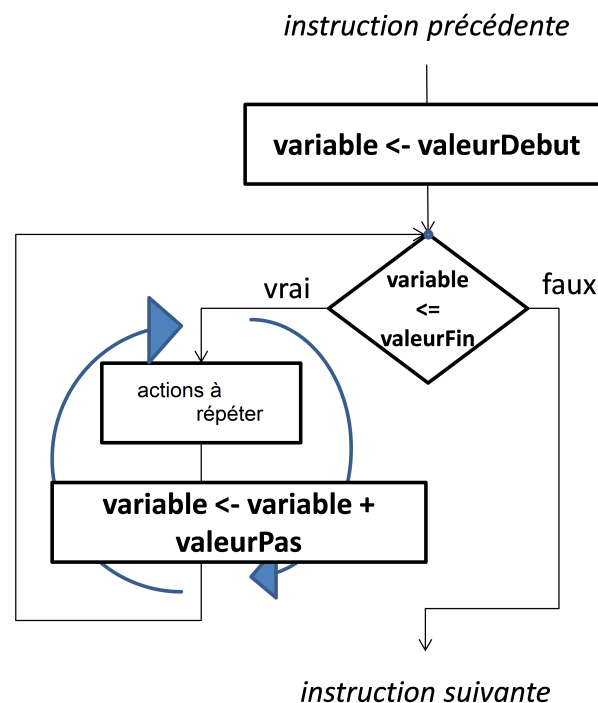 instruction précédente
variable <- valeurDebut
variable
<=
valeurFin
vrai
faux
actions à
répéter
variable <- variable +
valeurPas
instruction suivante